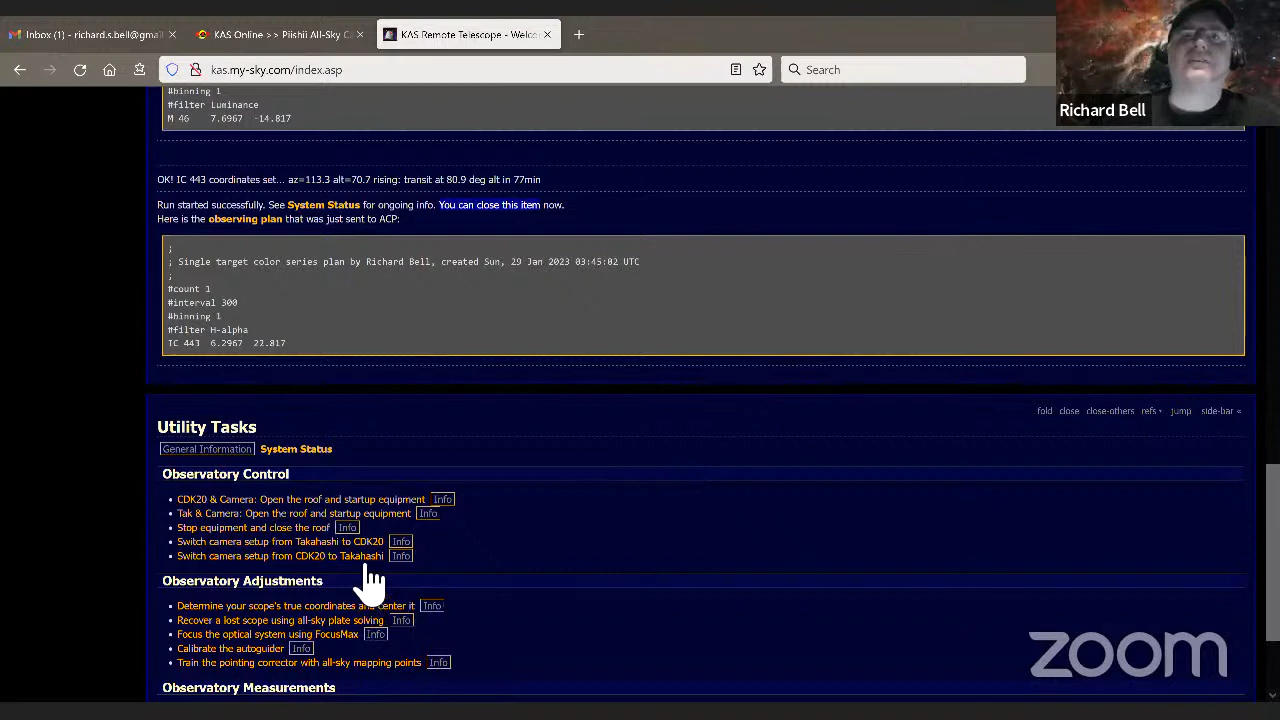 Inbox (1) - richard.s.bell@gmail
KAS Online >> Piishii All-Sky Ca
KAS Remote Telescope - Welco
kas.my-sky.com/index.asp
Search
Richard Bell
#binning 1
#filter Luminance
M 46 7.6967 -14.817
OK! IC 443 coordinates set... az=113.3 alt=70.7 rising: transit at 80.9 deg alt in 77min
Run started successfully. See System Status for ongoing info. You can close this item now.
Here is the observing plan that was just sent to ACP:
;
; Single target color series plan by Richard Bell, created Sun, 29 Jan 2023 03:45:02 UTC
;
#count 1
#interval 300
#binning 1
#filter H-alpha
IC 443 6.2967 22.817
fold close close-others refs jump side-bar «
Utility Tasks
General Information System Status
Observatory Control
• CDK20 & Camera: Open the roof and startup equipment Info
• Tak & Camera: Open the roof and startup equipment Info
• Stop equipment and close the roof Info
• Switch camera setup from Takahashi to CDK20 Info
• Switch camera setup from CDK20 to Takahashi Info
Observatory Adjustments
• Determine your scope's true coordinates and center it Info
• Recover a lost scope using all-sky plate solving Info
• Focus the optical system using FocusMax Info
• Calibrate the autoguider Info
• Train the pointing corrector with all-sky mapping points Info
Observatory Measurements
zoom